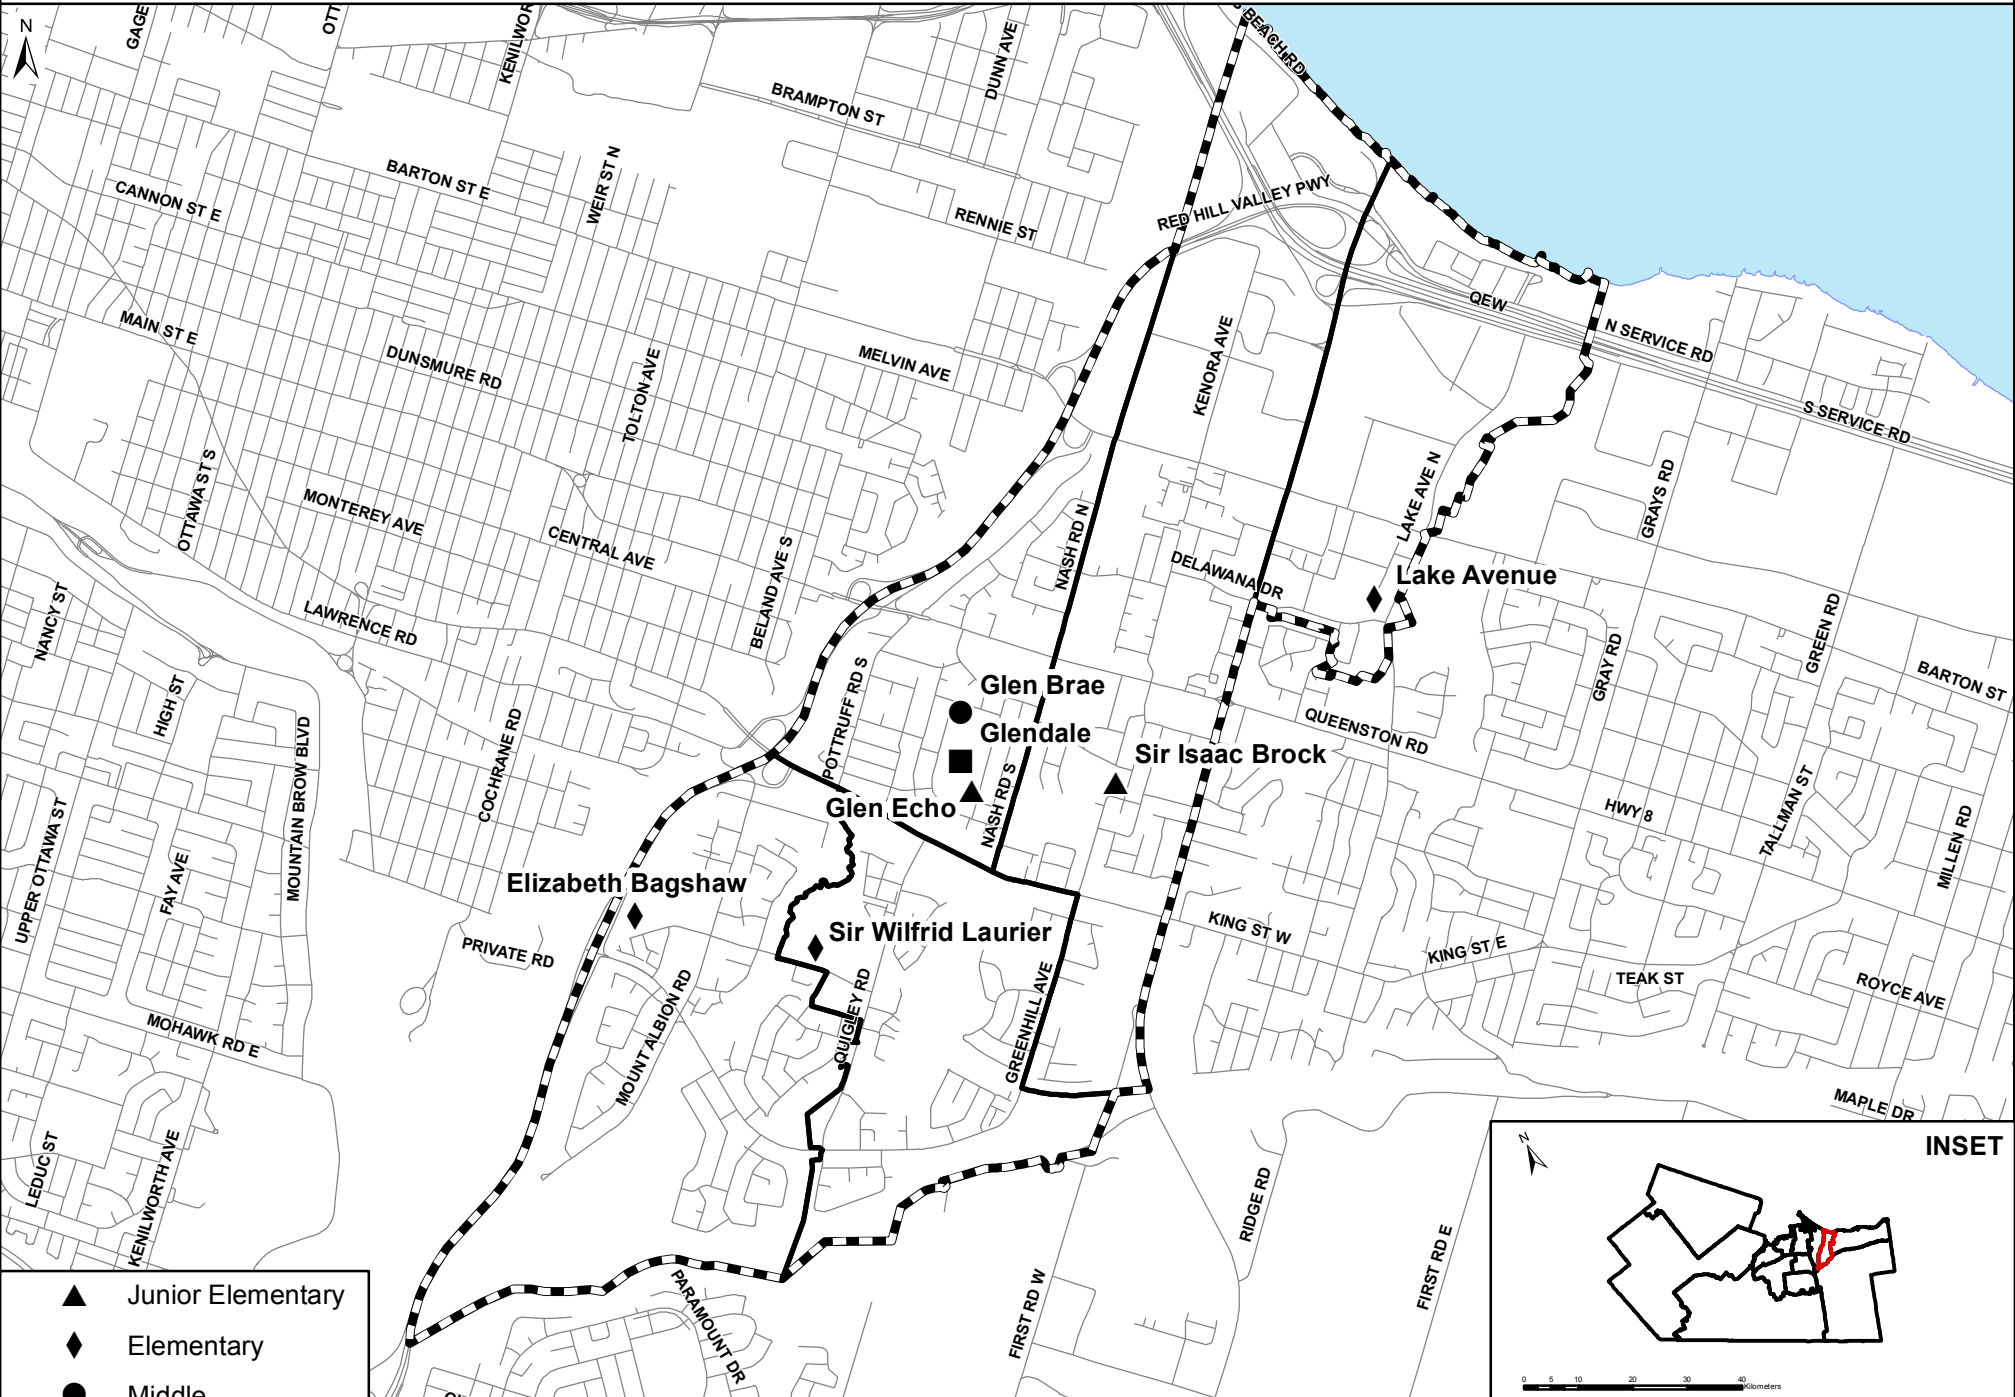 N
GAGE
KENILWOR
DUNN AVE
BEACH RD
BRAMPTON ST
BARTON ST E
WEIR ST N
CANNON ST E
RENNIE ST
RED HILL VALLEY PWY
QEW
N SERVICE RD
MAIN ST E
DUNSMURE RD
TOLTON AVE
MELVIN AVE
KENORA AVE
S SERVICE RD
OTTAWA ST S
MONTEREY AVE
CENTRAL AVE
BELAND AVE S
NASH RD N
LAKE AVE N
GRAYS RD
DELAWANA DR
Lake Avenue
NANCY ST
LAWRENCE RD
GREEN RD
GRAY RD
BARTON ST
HIGH ST
POTTRUFF RD S
Glen Brae
MOUNTAIN BROW BLVD
COCHRANE RD
Glendale
Sir Isaac Brock
QUEENSTON RD
Glen Echo
NASH RD S
HWY 8
TALLMAN ST
MILLEN RD
UPPER OTTAWA ST
FAY AVE
Elizabeth Bagshaw
Sir Wilfrid Laurier
KING ST W
KING ST E
PRIVATE RD
TEAK ST
ROYCE AVE
MOUNT ALBION RD
QUIGLEY RD
GREENHILL AVE
MOHAWK RD E
MAPLE DR
LEDUC ST
KENILWORTH AVE
RIDGE RD
FIRST RD W
FIRST RD E
PARAMOUNT DR
Junior Elementary
Elementary
Middle
INSET
N
0 5 10 20 30 40
Kilometers